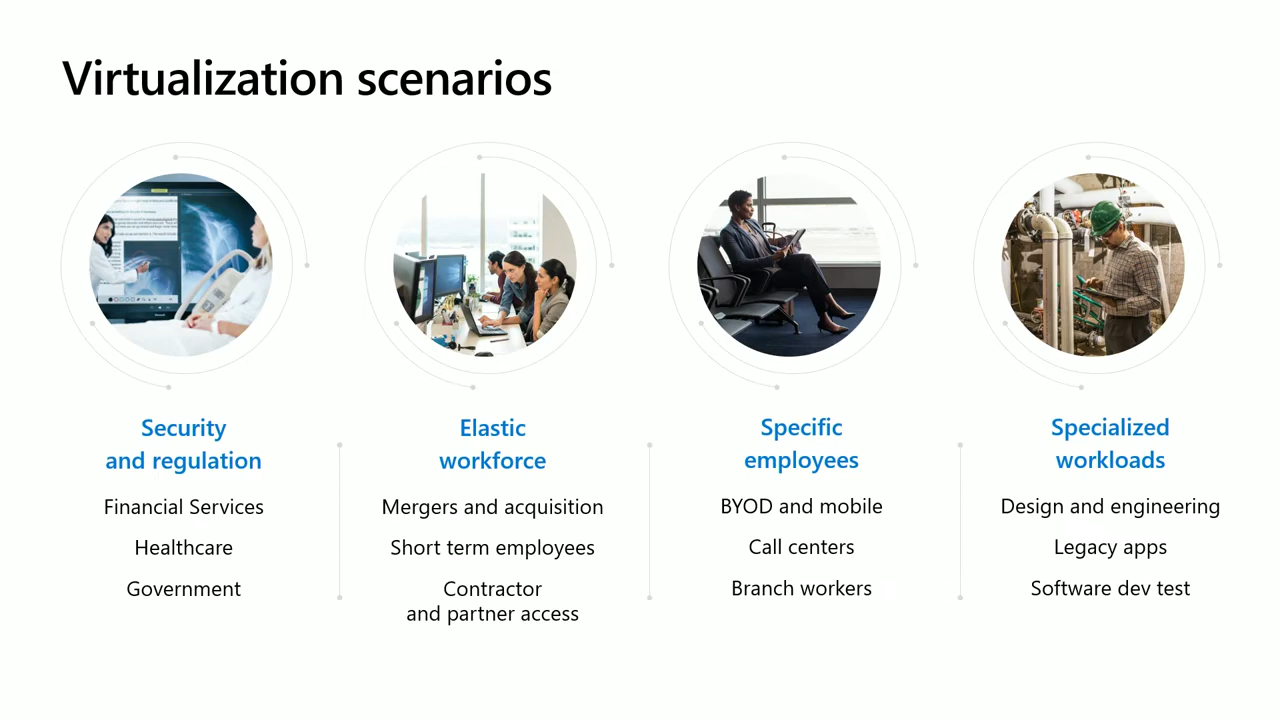 Virtualization scenarios
Security
and regulation
Financial Services
Healthcare
Government
Elastic
workforce
Mergers and acquisition
Short term employees
Contractor
and partner access
Specific
employees
BYOD and mobile
Call centers
Branch workers
Specialized
workloads
Design and engineering
Legacy apps
Software dev test